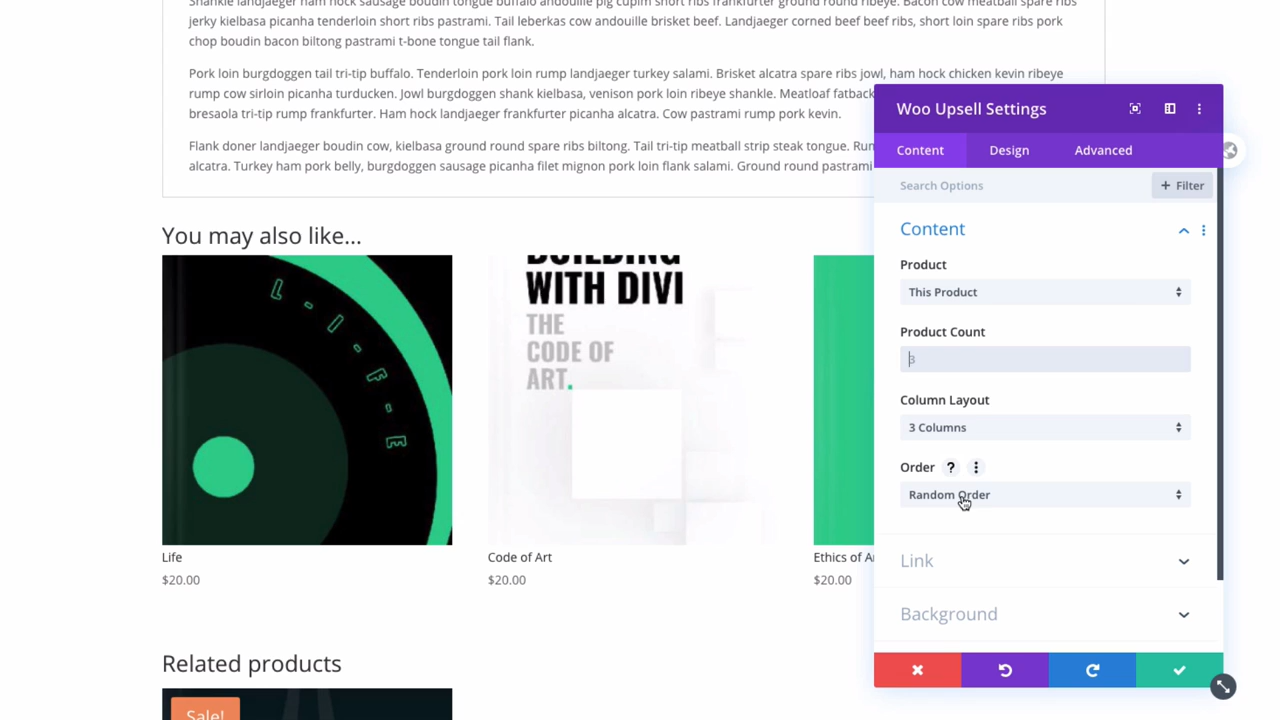 Shankle landjaeger ham hock sausage boudin tongue buffalo andouille pig cupim short ribs frankfurter ground round ribeye. Bacon cow meatball spare ribs
jerky kielbasa picanha tenderloin short ribs pastrami. Tail leberkas cow andouille brisket beef. Landjaeger corned beef beef ribs, short loin spare ribs pork
chop boudin bacon biltong pastrami t-bone tongue tail flank.
Pork loin burgdoggen tail tri-tip buffalo. Tenderloin pork loin rump landjaeger turkey salami. Brisket alcatra spare ribs jowl, ham hock chicken kevin ribeye
rump cow sirloin picanha turducken. Jowl burgdoggen shank kielbasa, venison pork loin ribeye shankle. Meatloaf fatback
bresaola tri-tip rump frankfurter. Ham hock landjaeger frankfurter picanha alcatra. Cow pastrami rump pork kevin.
Flank doner landjaeger boudin cow, kielbasa ground round spare ribs biltong. Tail tri-tip meatball strip steak tongue.
alcatra. Turkey ham pork belly, burgdoggen sausage picanha filet mignon pork loin flank salami. Ground round pastrami
You may also like...
L-I-F-E
BUILDING
WITH DIVI
THE
CODE OF
ART.
Life
$20.00
Code of Art
$20.00
Ethics of
$20.00
Related products
Sale!
Woo Upsell Settings
Content
Design
Advanced
Search Options
+ Filter
Content
Product
This Product
Product Count
3
Column Layout
3 Columns
Order ?
Random Order
Link
Background